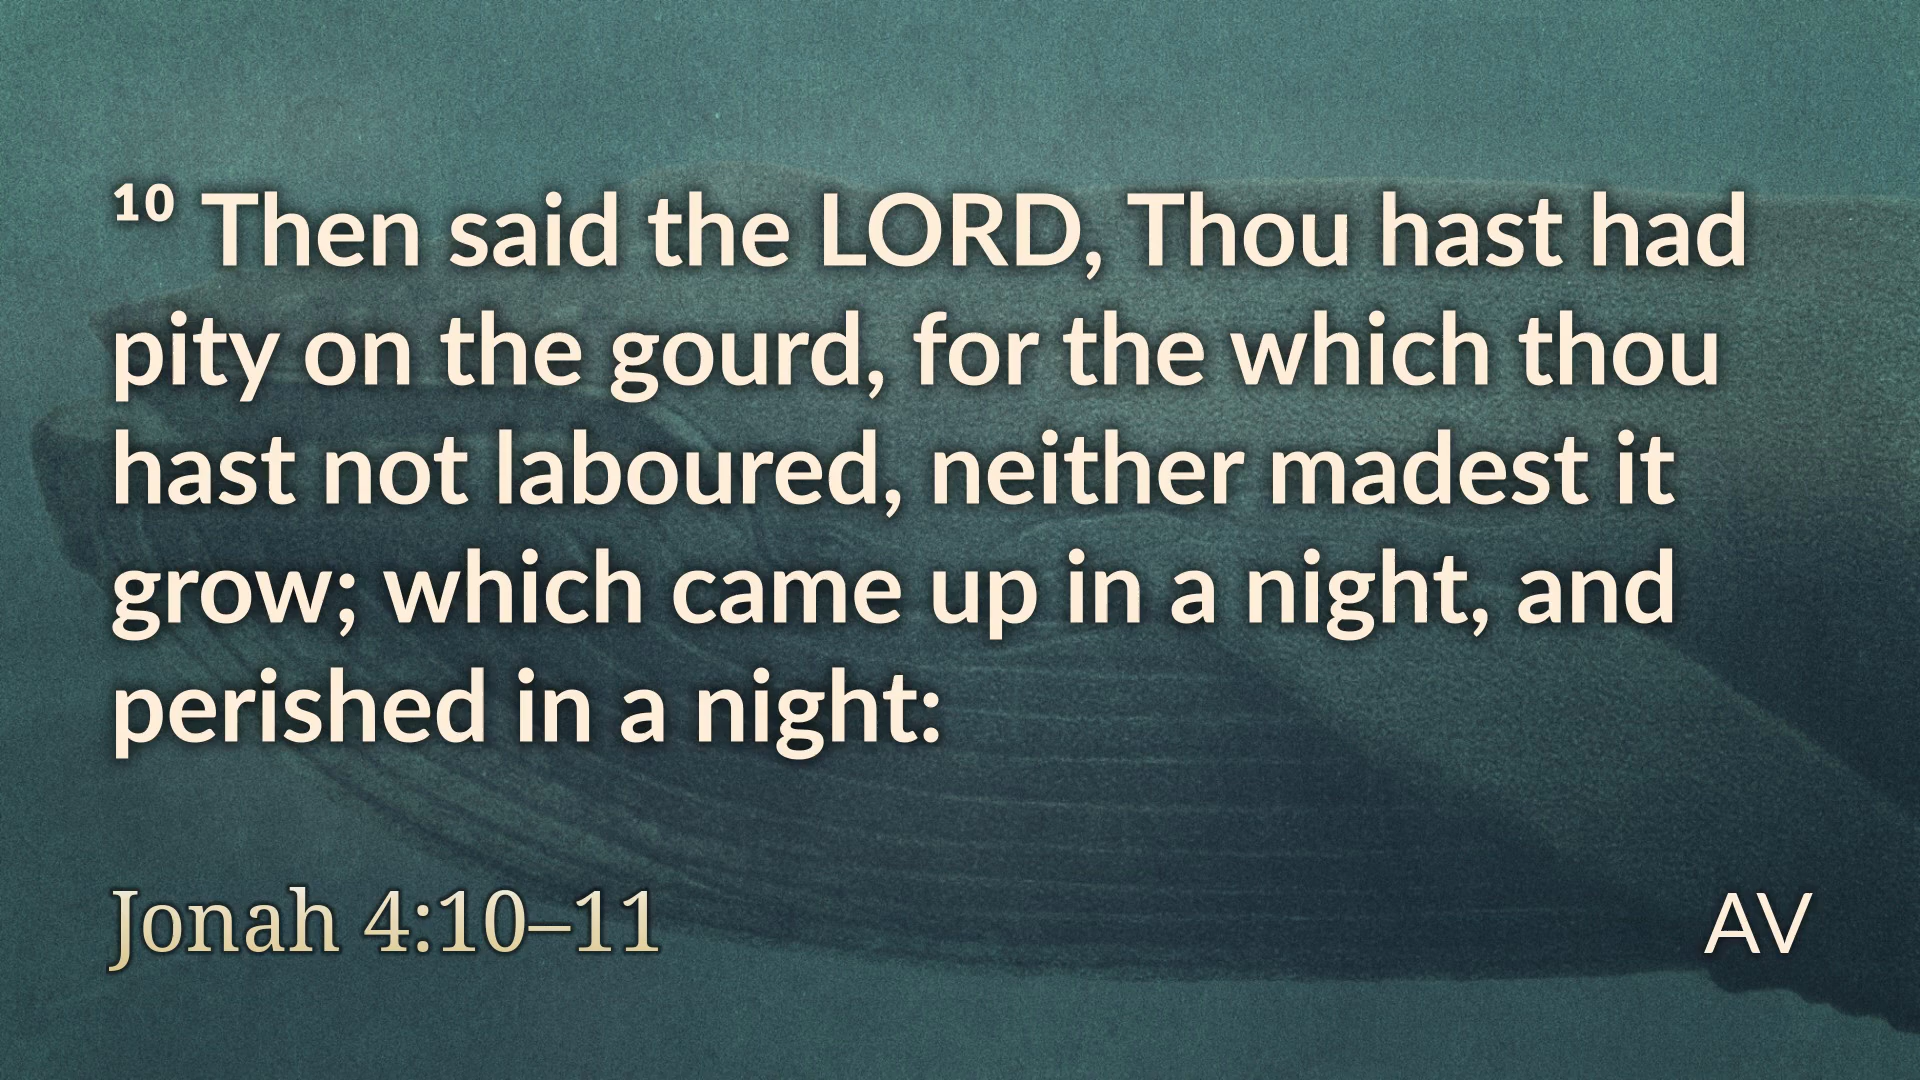 ¹⁰ Then said the LORD, Thou hast had
pity on the gourd, for the which thou
hast not laboured, neither madest it
grow; which came up in a night, and
perished in a night:
Jonah 4:10–11
AV